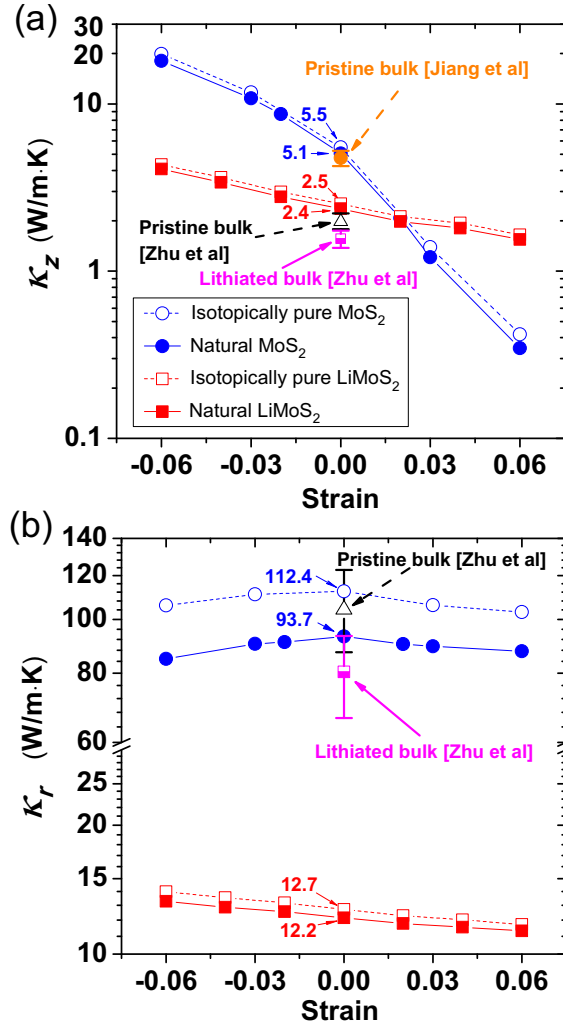 (a)
30
20
10
1
0.1
κz (W/m·K)
Pristine bulk [Jiang et al]
5.5
5.1
2.5
2.4
Pristine bulk
[Zhu et al]
Lithiated bulk [Zhu et al]
Isotopically pure MoS₂
Natural MoS₂
Isotopically pure LiMoS₂
Natural LiMoS₂
-0.06 -0.03 0.00 0.03 0.06
Strain
(b)
140
120
100
80
60
25
20
15
10
κr (W/m·K)
Pristine bulk [Zhu et al]
112.4
93.7
Lithiated bulk [Zhu et al]
12.7
12.2
-0.06 -0.03 0.00 0.03 0.06
Strain